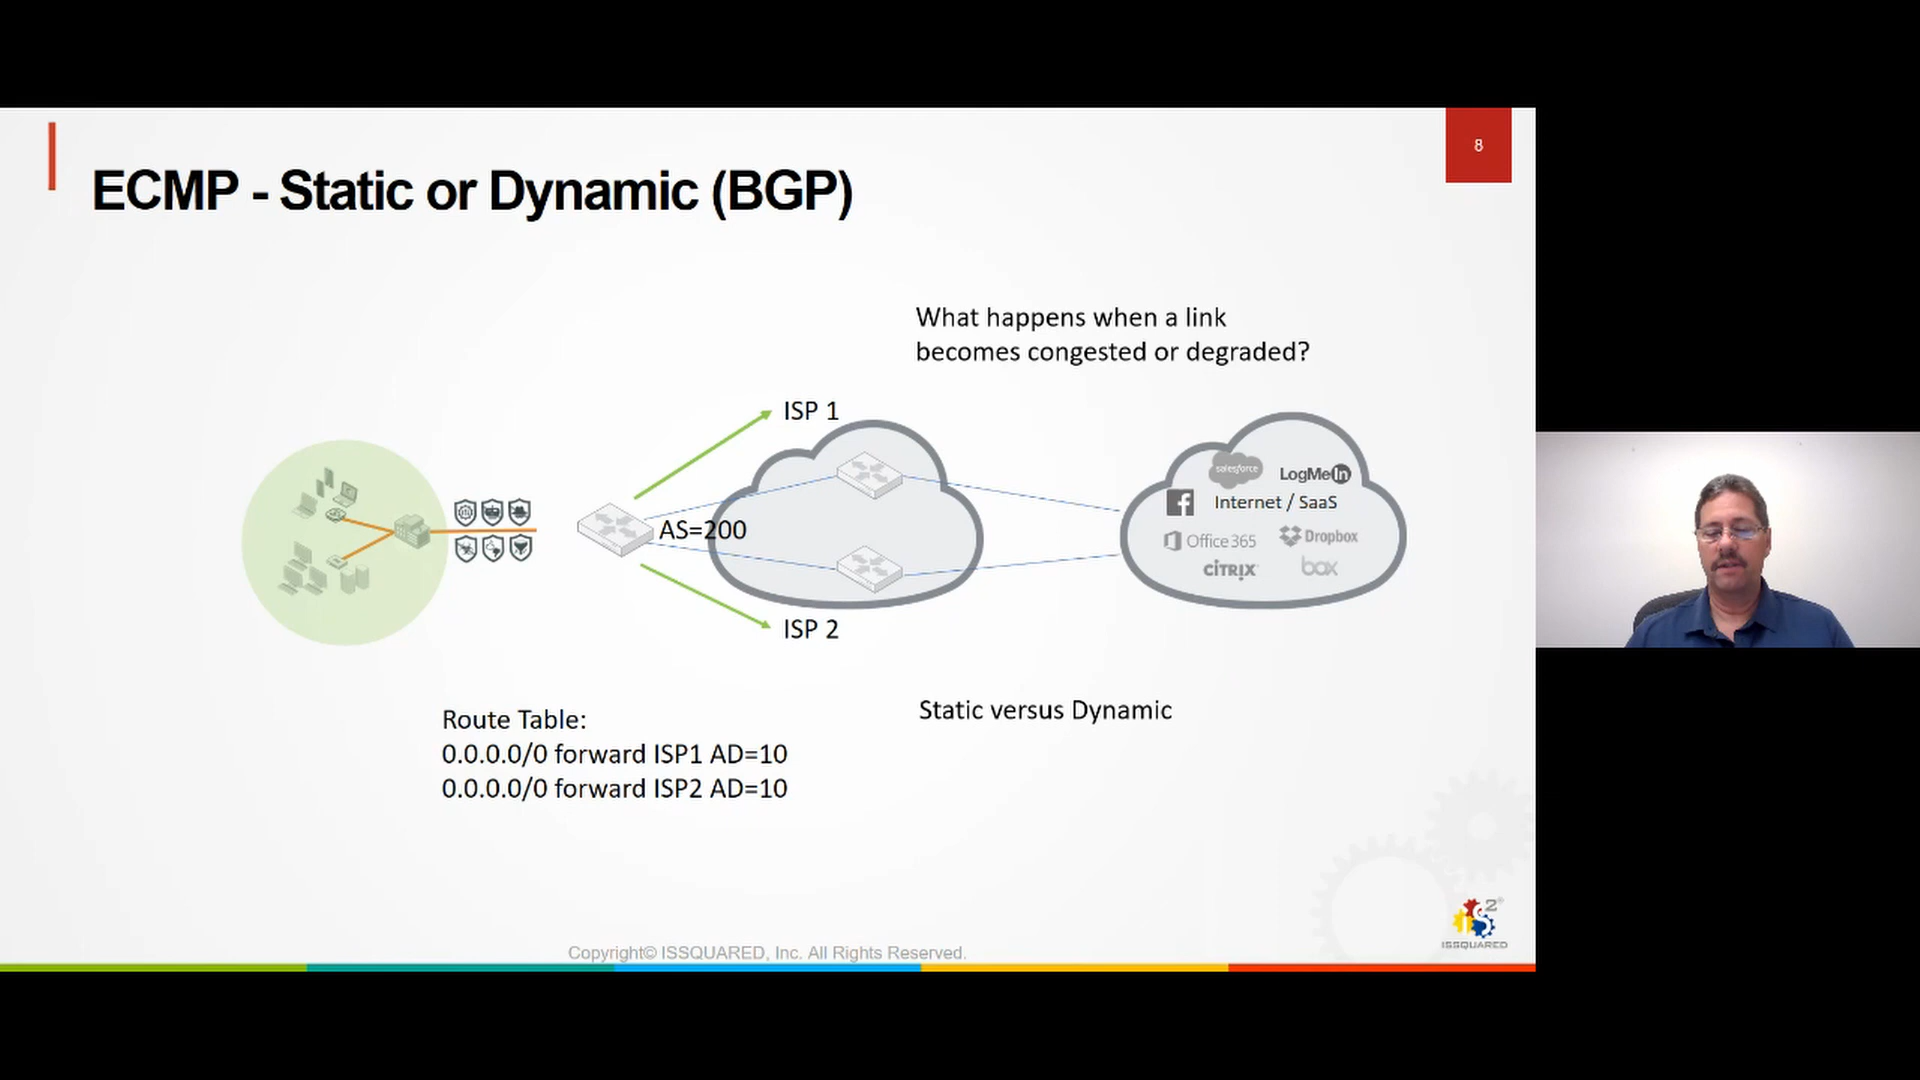 8
ECMP - Static or Dynamic (BGP)
What happens when a link
becomes congested or degraded?
ISP 1
salesforce
LogMeIn
Internet / SaaS
AS=200
Office 365
Dropbox
CITRIX
box
ISP 2
Route Table:
0.0.0.0/0 forward ISP1 AD=10
0.0.0.0/0 forward ISP2 AD=10
Static versus Dynamic
iS2®
ISSQUARED
Copyright© ISSQUARED, Inc. All Rights Reserved.